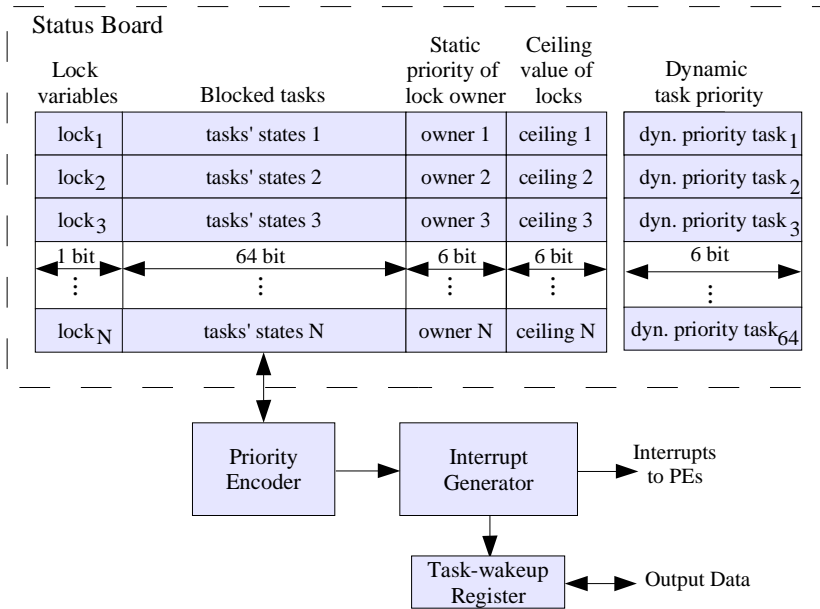 Status Board
Lock variables
Blocked tasks
Static priority of lock owner
Ceiling value of locks
Dynamic task priority
lock1 tasks' states 1 owner 1 ceiling 1 dyn. priority task1
lock2 tasks' states 2 owner 2 ceiling 2 dyn. priority task2
lock3 tasks' states 3 owner 3 ceiling 3 dyn. priority task3
1 bit 64 bit 6 bit 6 bit 6 bit
⋮ ⋮ ⋮ ⋮ ⋮
lockN tasks' states N owner N ceiling N dyn. priority task64
Priority
Encoder
Interrupt
Generator
Interrupts
to PEs
Task-wakeup
Register
Output Data